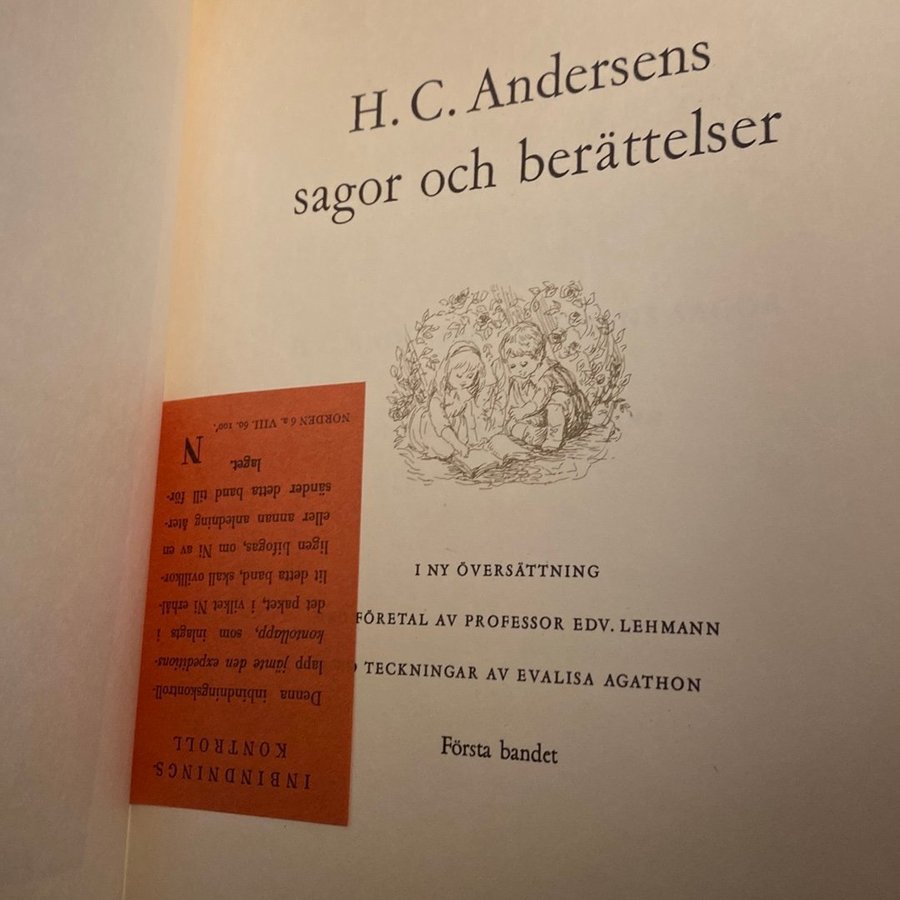 H. C. Andersens
sagor och berättelser
I NY ÖVERSÄTTNING
FÖRETAL AV PROFESSOR EDV. LEHMANN
TECKNINGAR AV EVALISA AGATHON
Första bandet
INBINDNINGS-
KONTROLL
Denna inbindningskontroll-
lapp jämte den expeditions-
kontollapp, som inlagts i
det paket, i vilket Ni erhål-
lit detta band, skall ovillkor-
ligen bifogas, om Ni av en
eller annan anledning åter-
sänder detta band till för-
laget.
N
NORDEN 6 a. VIII. 60. 100'.